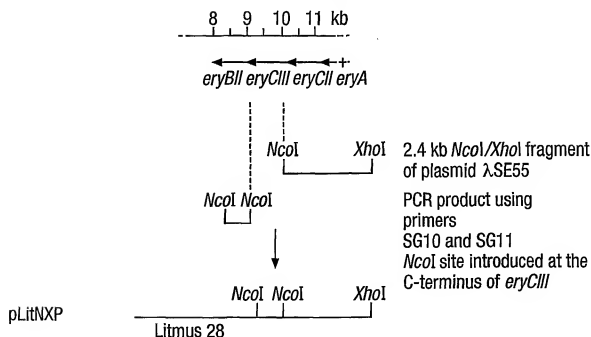 8 9 10 11 kb
eryBII eryCIII eryCII eryA
NcoI XhoI 2.4 kb NcoI/XhoI fragment
of plasmid λSE55
NcoI NcoI PCR product using
primers
SG10 and SG11
NcoI site introduced at the
C-terminus of eryCIII
NcoI NcoI XhoI
pLitNXP
Litmus 28